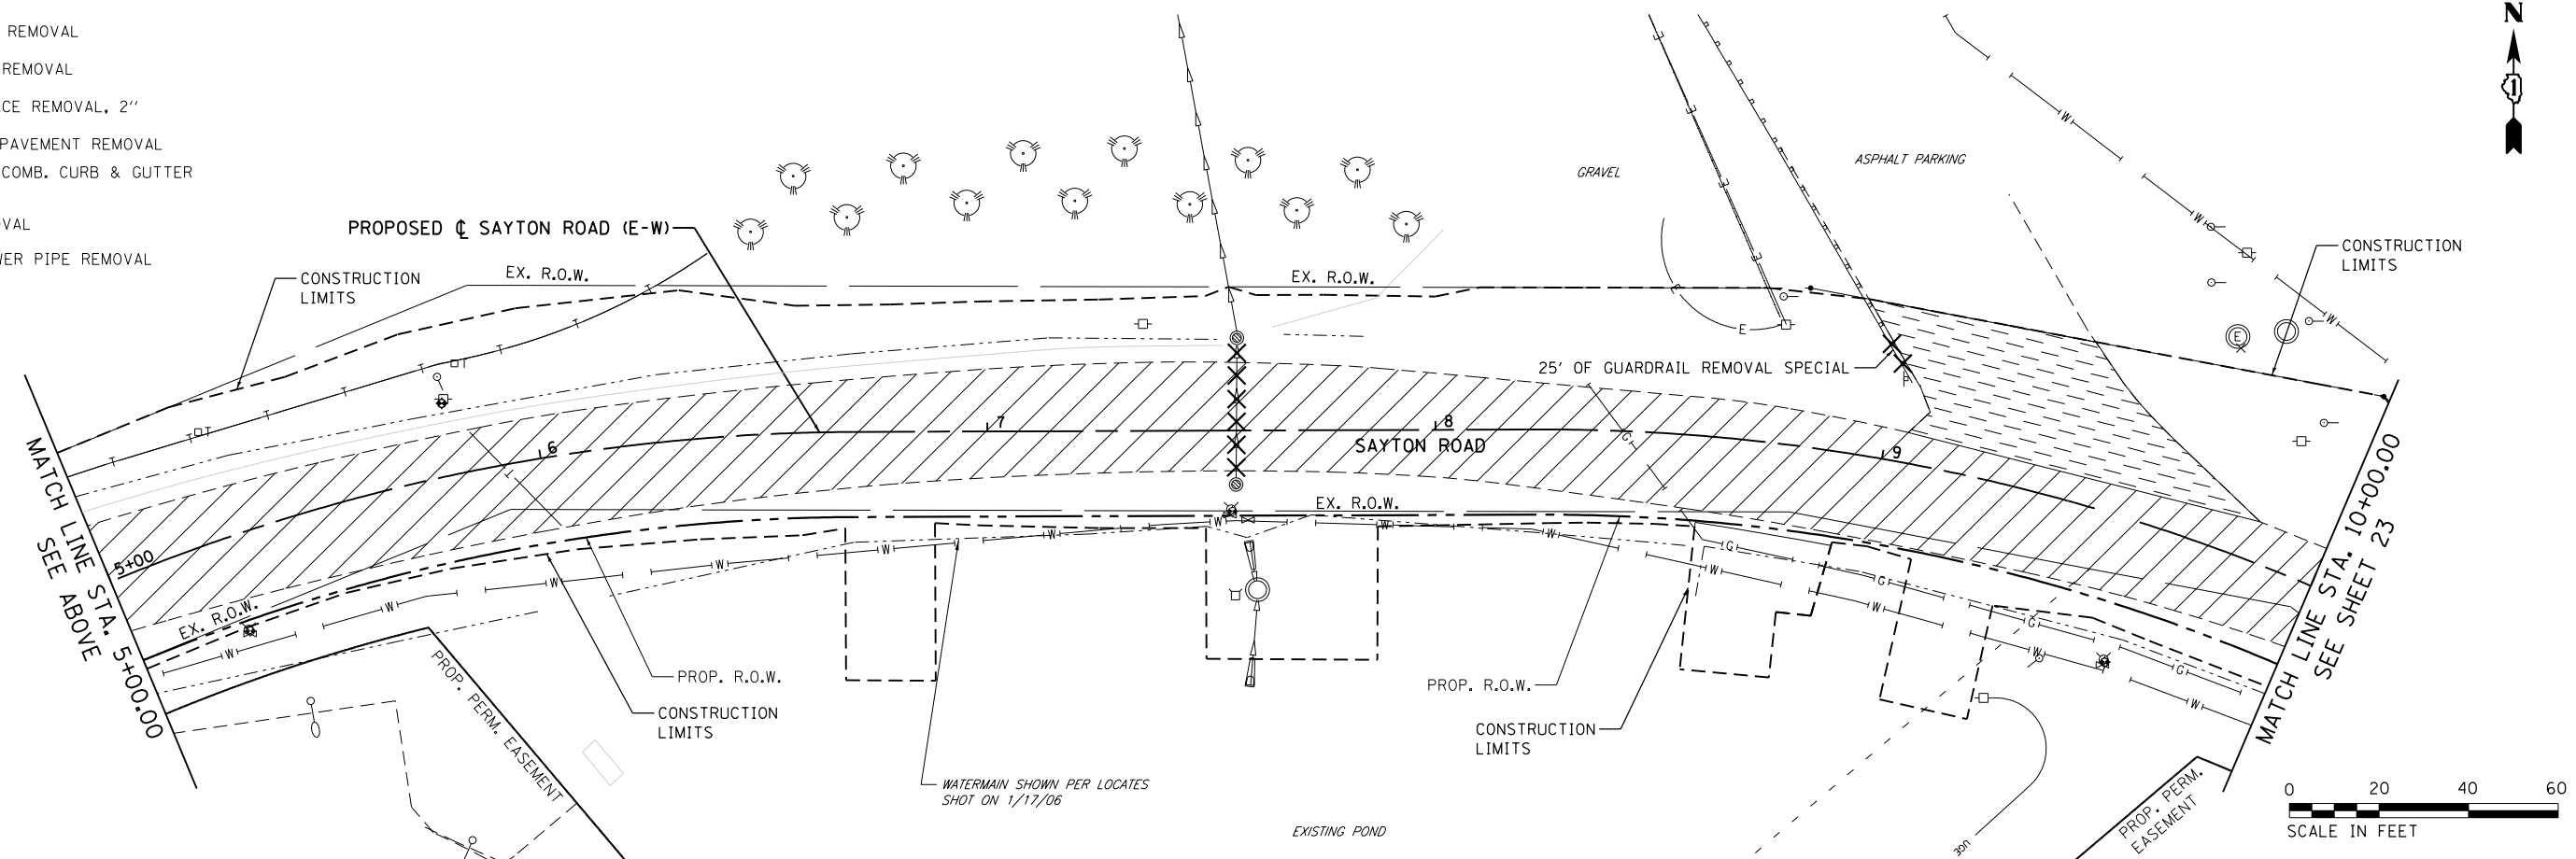 REMOVAL
REMOVAL
CE REMOVAL, 2''
PAVEMENT REMOVAL
COMB. CURB & GUTTER
VAL
ER PIPE REMOVAL
N
1
GRAVEL
ASPHALT PARKING
PROPOSED ℄ SAYTON ROAD (E-W)
CONSTRUCTION
LIMITS
EX. R.O.W.
EX. R.O.W.
CONSTRUCTION
LIMITS
25' OF GUARDRAIL REMOVAL SPECIAL
6
7
8
9
SAYTON ROAD
5+00
EX. R.O.W.
EX. R.O.W.
MATCH LINE STA. 5+00.00
SEE ABOVE
MATCH LINE STA. 10+00.00
SEE SHEET 23
PROP. R.O.W.
CONSTRUCTION
LIMITS
PROP. PERM. EASEMENT
WATERMAIN SHOWN PER LOCATES
SHOT ON 1/17/06
PROP. R.O.W.
CONSTRUCTION
LIMITS
EXISTING POND
PROP. PERM.
EASEMENT
0 20 40 60
SCALE IN FEET